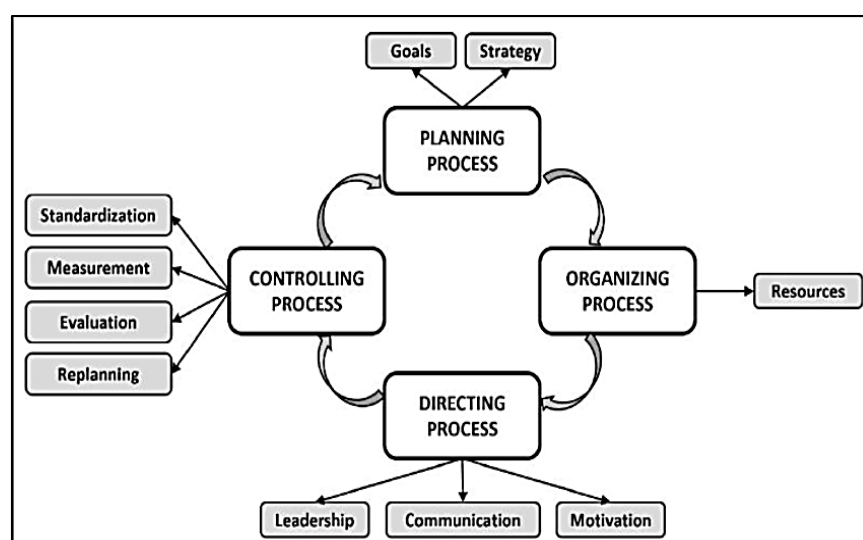 Goals
Strategy
PLANNING
PROCESS
Standardization
Measurement
Evaluation
Replanning
CONTROLLING
PROCESS
ORGANIZING
PROCESS
Resources
DIRECTING
PROCESS
Leadership
Communication
Motivation